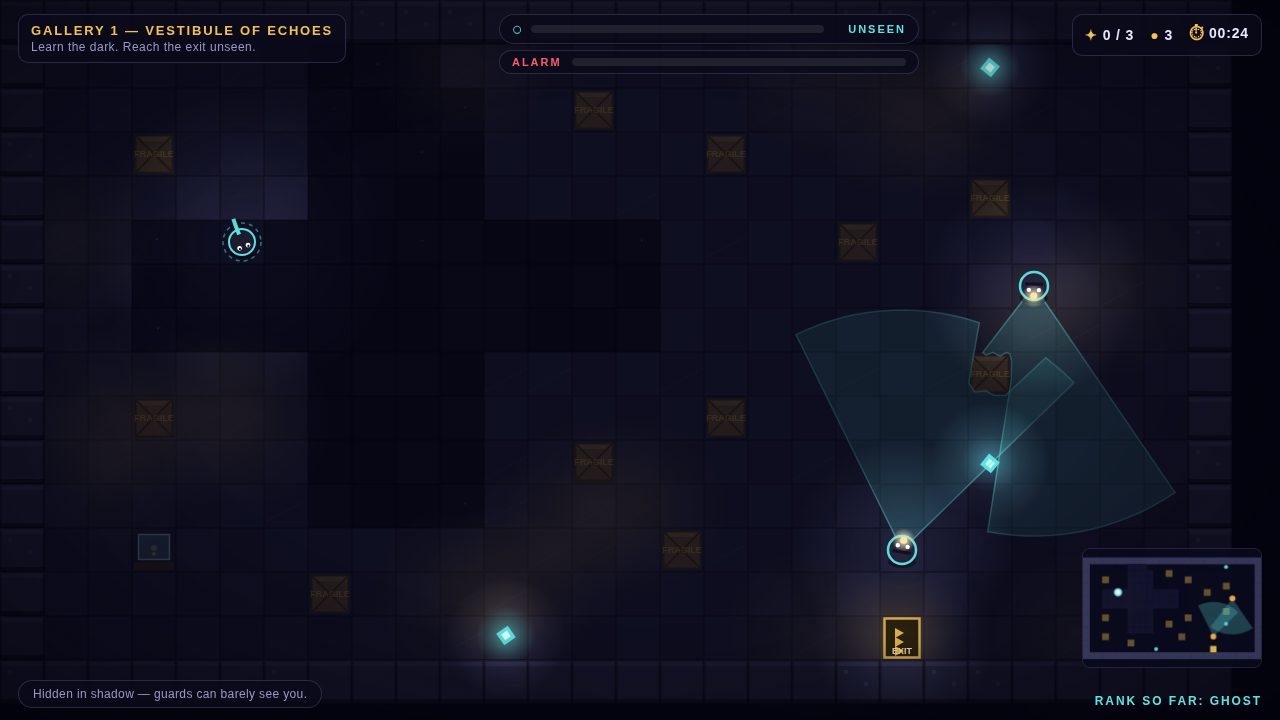 GALLERY 1 — VESTIBULE OF ECHOES
Learn the dark. Reach the exit unseen.
UNSEEN
ALARM
0 / 3
3
00:24
FRAGILE
FRAGILE
FRAGILE
FRAGILE
FRAGILE
FRAGILE
FRAGILE
FRAGILE
FRAGILE
FRAGILE
FRAGILE
EXIT
Hidden in shadow — guards can barely see you.
RANK SO FAR: GHOST